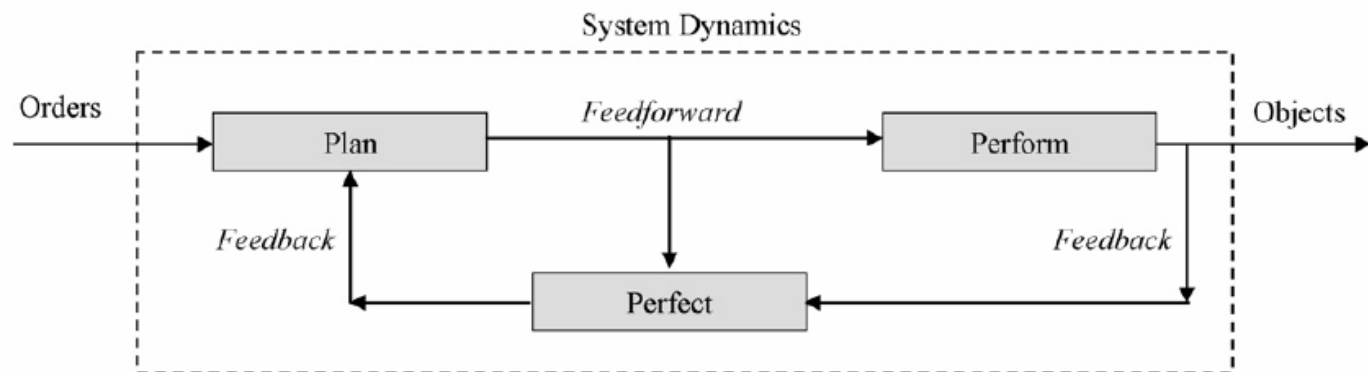 System Dynamics
Orders
Feedforward
Objects
Plan
Perform
Feedback
Feedback
Perfect